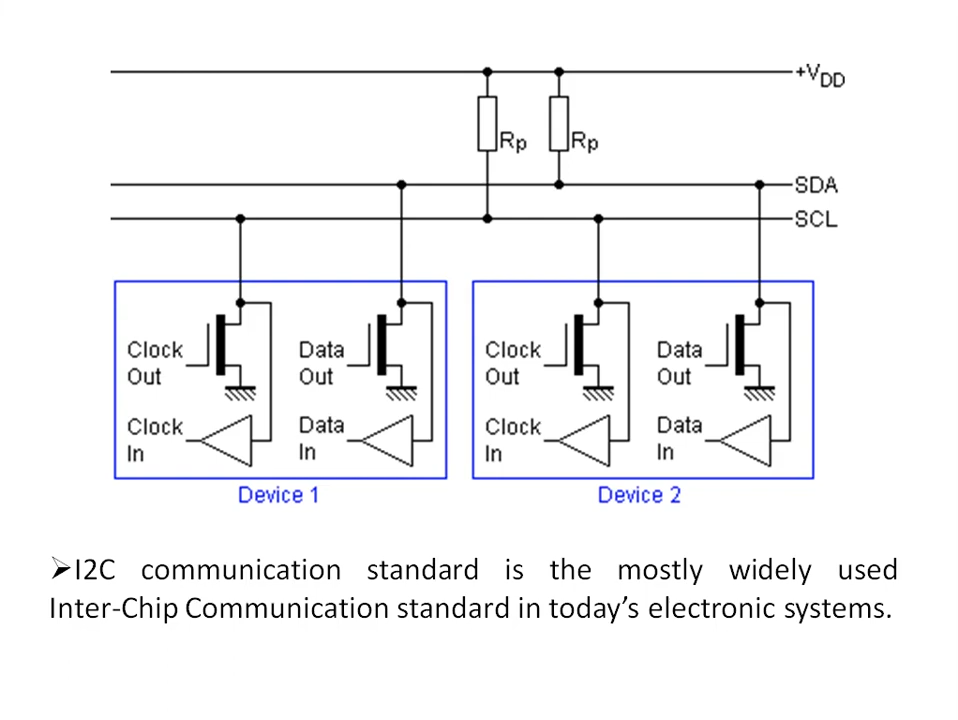 +VDD
Rp Rp
SDA
SCL
Clock Out
Data Out
Clock Out
Data Out
Clock In
Data In
Clock In
Data In
Device 1
Device 2
➢I2C communication standard is the mostly widely used
Inter-Chip Communication standard in today’s electronic systems.